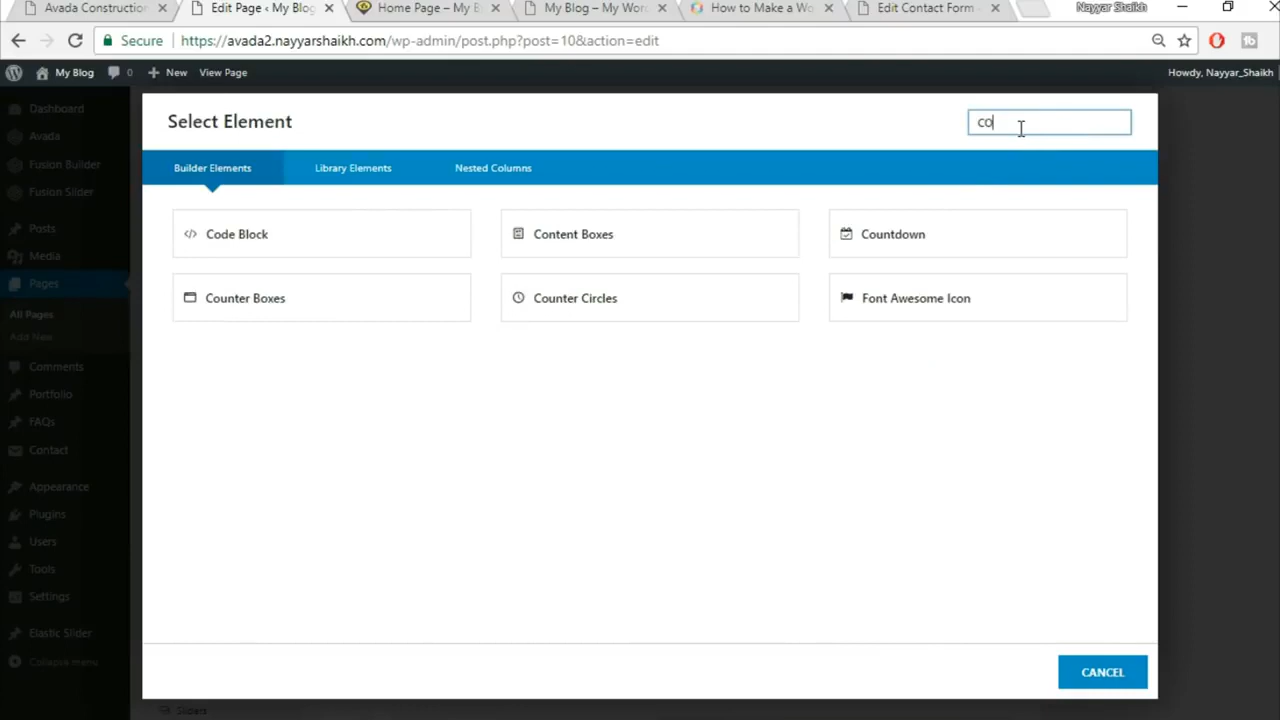 Avada Construction
Edit Page ‹ My Blog
Home Page – My B
My Blog – My Wor
How to Make a Wo
Edit Contact Form –
Nayyar Shaikh
Secure
https://avada2.nayyarshaikh.com/wp-admin/post.php?post=10&action=edit
My Blog
0
New
View Page
Howdy, Nayyar_Shaikh
Dashboard
Avada
Fusion Builder
Fusion Slider
Posts
Media
Pages
All Pages
Add New
Comments
Portfolio
FAQs
Contact
Appearance
Plugins
Users
Tools
Settings
Elastic Slider
Collapse menu
Select Element
CO
Builder Elements
Library Elements
Nested Columns
</> Code Block
Content Boxes
Countdown
Counter Boxes
Counter Circles
Font Awesome Icon
CANCEL
Sliders